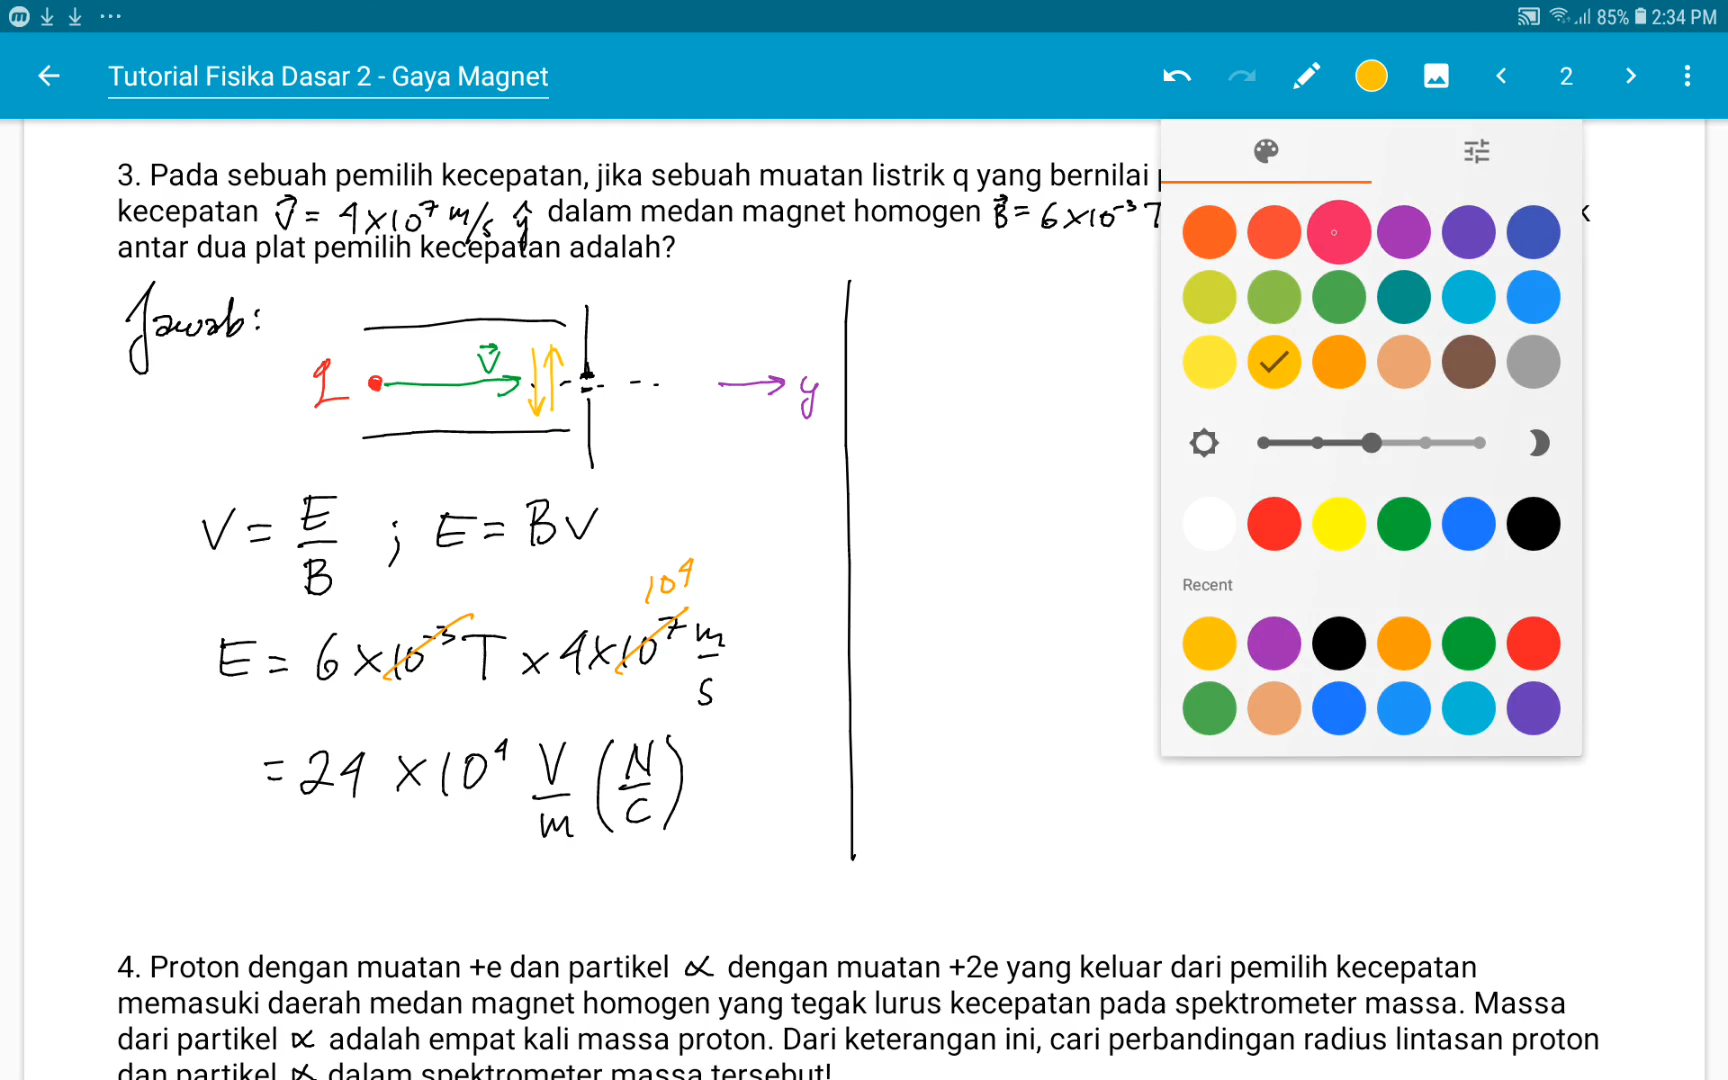 85% 2:34 PM
Tutorial Fisika Dasar 2 - Gaya Magnet
2
3. Pada sebuah pemilih kecepatan, jika sebuah muatan listrik q yang bernilai
kecepatan v⃗ = 4×10⁷ m/s ŷ dalam medan magnet homogen B⃗ = 6×10⁻³ T k
antar dua plat pemilih kecepatan adalah?
Jawab:
v⃗
q
y
V = E/B ; E = BV
10⁴
E = 6 × 10⁻³ T × 4×10⁷ m/s
= 24 × 10⁴ V/m (N/C)
Recent
4. Proton dengan muatan +e dan partikel α dengan muatan +2e yang keluar dari pemilih kecepatan
memasuki daerah medan magnet homogen yang tegak lurus kecepatan pada spektrometer massa. Massa
dari partikel α adalah empat kali massa proton. Dari keterangan ini, cari perbandingan radius lintasan proton
dan partikel α dalam spektrometer massa tersebut!